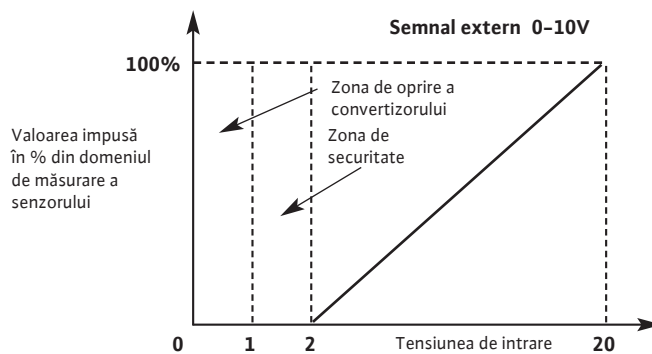 Semnal extern 0–10V
100%
Zona de oprire a
convertizorului
Valoarea impusă
în % din domeniul
de măsurare a
senzorului
Zona de
securitate
0 1 2 Tensiunea de intrare 20